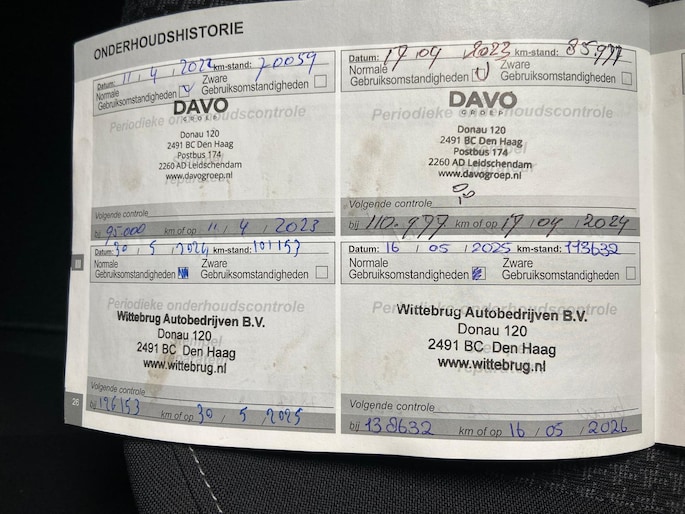 ONDERHOUDSHISTORIE
Datum: 11 / 4 / 2022 km-stand: 70059
Normale Gebruiksomstandigheden
Zware Gebruiksomstandigheden
Periodieke onderhoudscontrole
DAVO
GROEP
Donau 120
2491 BC Den Haag
Postbus 174
2260 AD Leidschendam
www.davogroep.nl
Volgende controle
bij 95000 km of op 11 / 4 / 2023
Datum: 17 / 04 / 2023 km-stand: 85.977
Normale Gebruiksomstandigheden
Zware Gebruiksomstandigheden
Periodieke onderhoudscontrole
DAVO
GROEP
Donau 120
2491 BC Den Haag
Postbus 174
2260 AD Leidschendam
www.davogroep.nl
Volgende controle
bij 110.977 km of op 17 / 04 / 2024
Datum: 30 / 5 / 2024 km-stand: 101153
Normale Gebruiksomstandigheden
Zware Gebruiksomstandigheden
Periodieke onderhoudscontrole
Wittebrug Autobedrijven B.V.
Donau 120
2491 BC Den Haag
www.wittebrug.nl
Volgende controle
bij 126153 km of op 30 / 5 / 2025
Datum: 16 / 05 / 2025 km-stand: 113632
Normale Gebruiksomstandigheden
Zware Gebruiksomstandigheden
Periodieke onderhoudscontrole
Wittebrug Autobedrijven B.V.
Donau 120
2491 BC Den Haag
www.wittebrug.nl
Volgende controle
bij 138632 km of op 16 / 05 / 2026
26